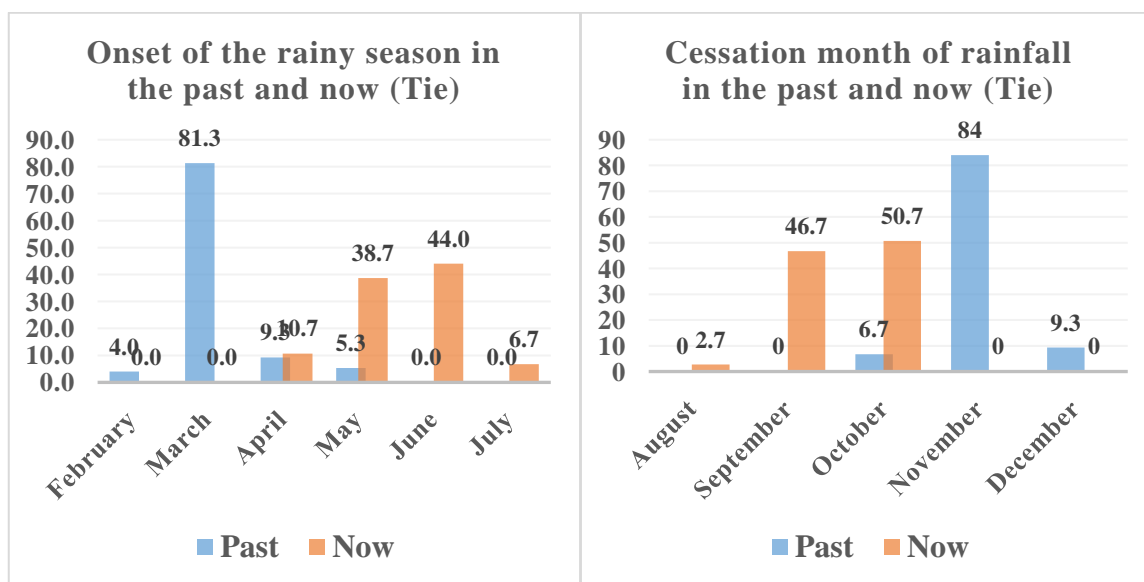 Onset of the rainy season in
the past and now (Tie)
90.0
80.0
70.0
60.0
50.0
40.0
30.0
20.0
10.0
0.0
4.0
0.0
81.3
0.0
9.3
10.7
5.3
38.7
0.0
44.0
0.0
6.7
February
March
April
May
June
July
Past
Now
Cessation month of rainfall
in the past and now (Tie)
90
80
70
60
50
40
30
20
10
0
0
2.7
0
46.7
6.7
50.7
84
0
9.3
0
August
September
October
November
December
Past
Now